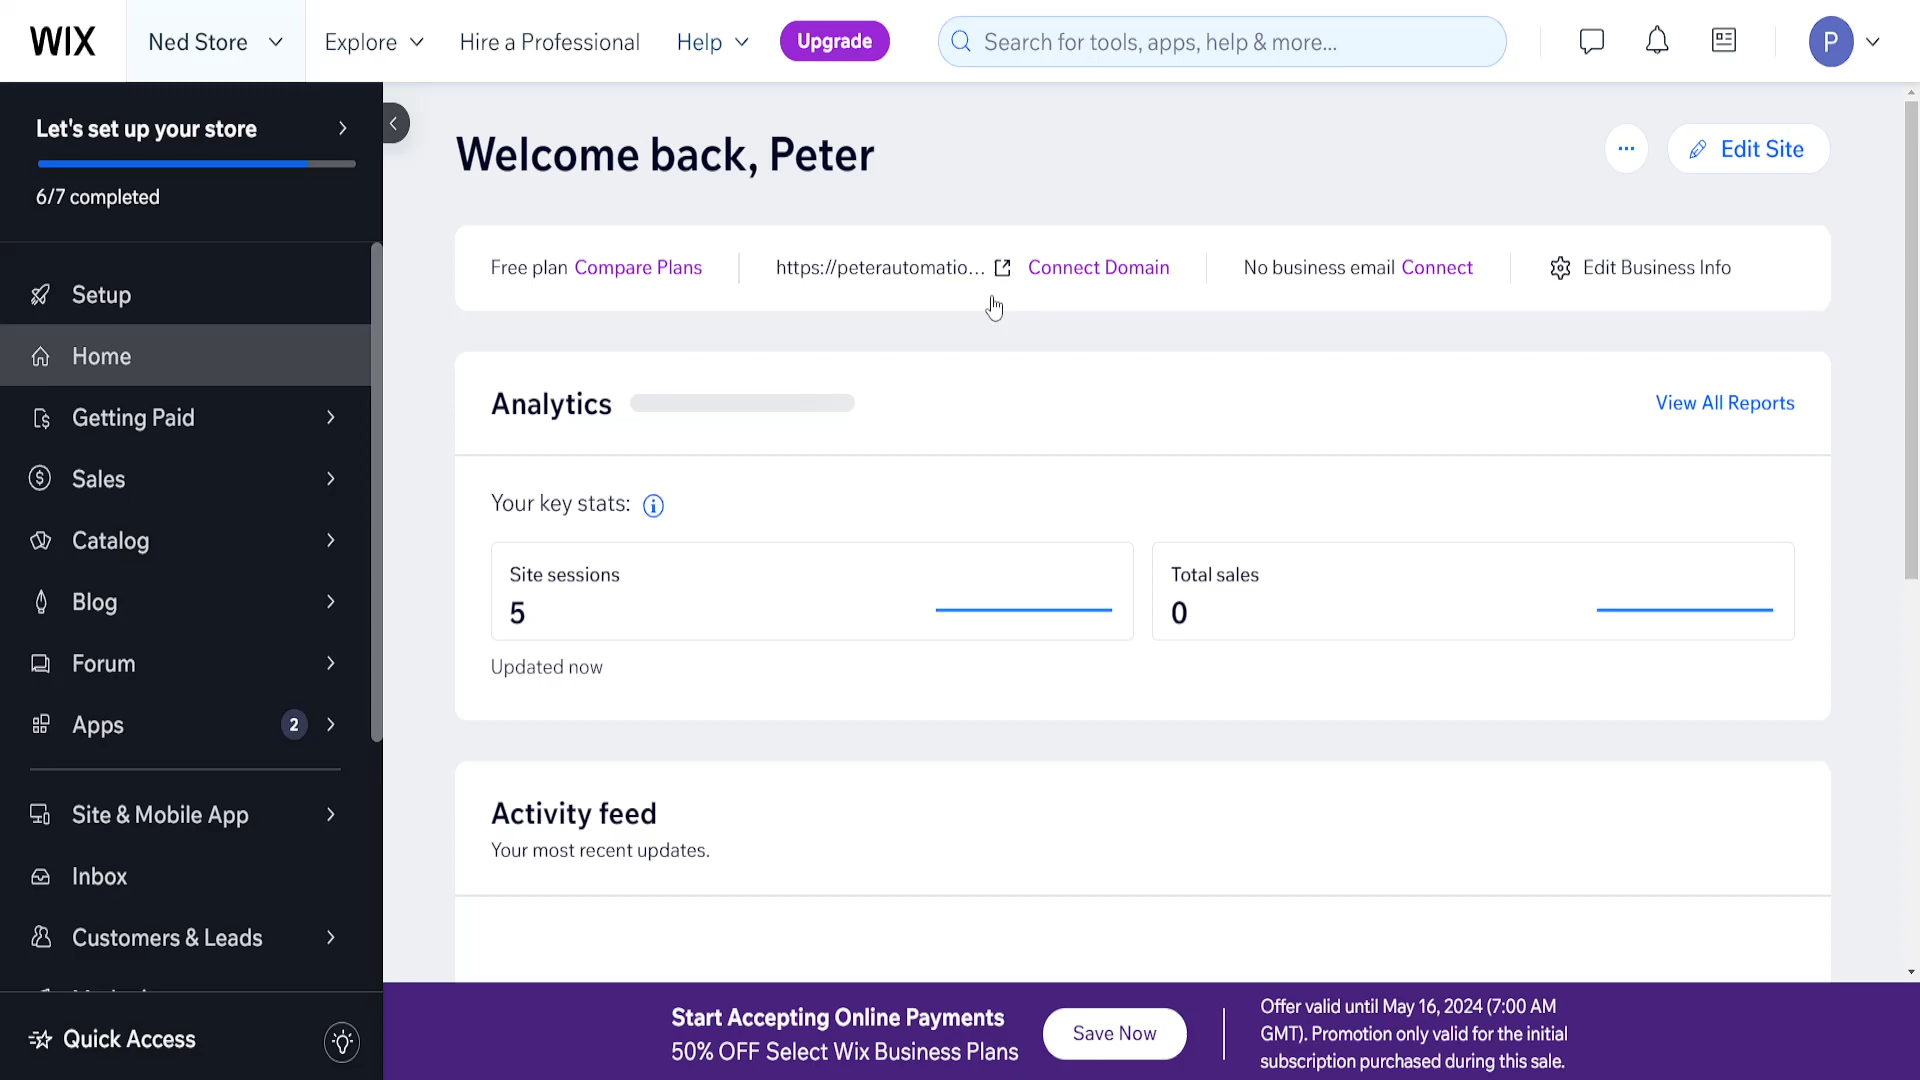 WIX
Ned Store
Explore
Hire a Professional
Help
Upgrade
Search for tools, apps, help & more...
P
Let's set up your store
6/7 completed
Setup
Home
Getting Paid
Sales
Catalog
Blog
Forum
Apps
2
Site & Mobile App
Inbox
Customers & Leads
Quick Access
Welcome back, Peter
Edit Site
Free plan Compare Plans
https://peterautomatio...
Connect Domain
No business email Connect
Edit Business Info
Analytics
View All Reports
Your key stats:
Site sessions
5
Total sales
0
Updated now
Activity feed
Your most recent updates.
Start Accepting Online Payments
50% OFF Select Wix Business Plans
Save Now
Offer valid until May 16, 2024 (7:00 AM
GMT). Promotion only valid for the initial
subscription purchased during this sale.